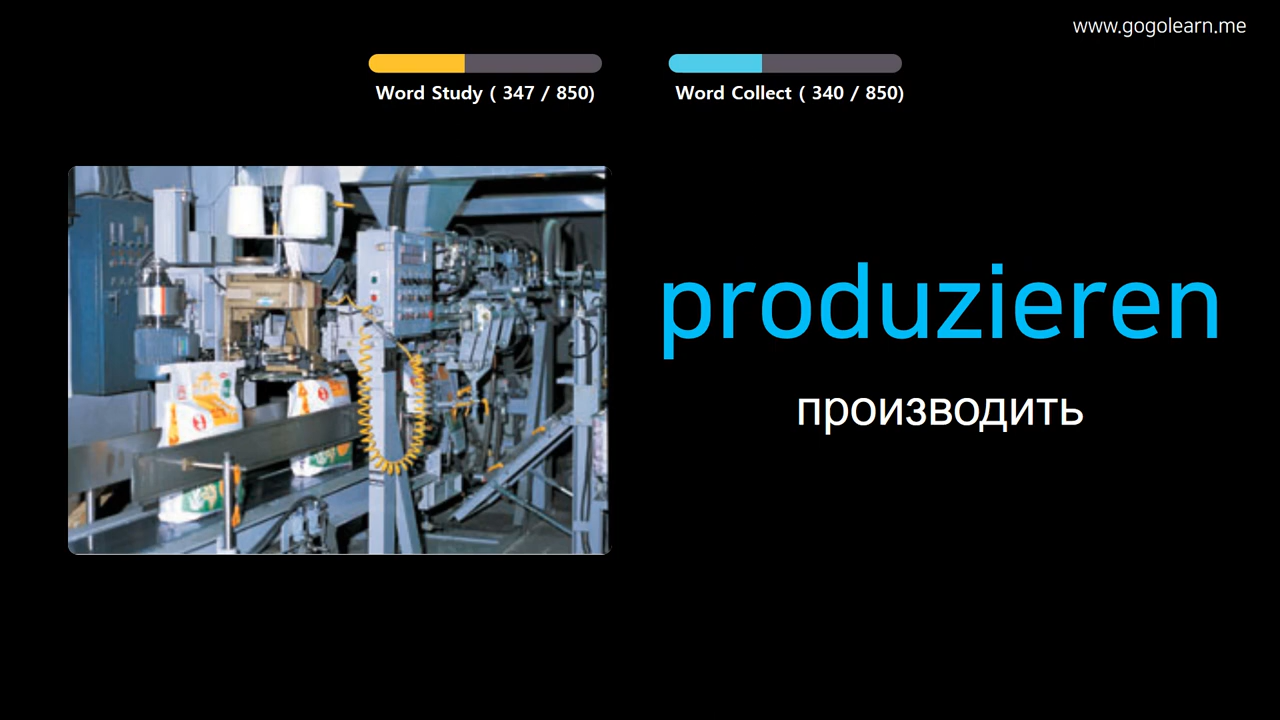 www.gogolearn.me
Word Study ( 347 / 850)
Word Collect ( 340 / 850)
produzieren
производить